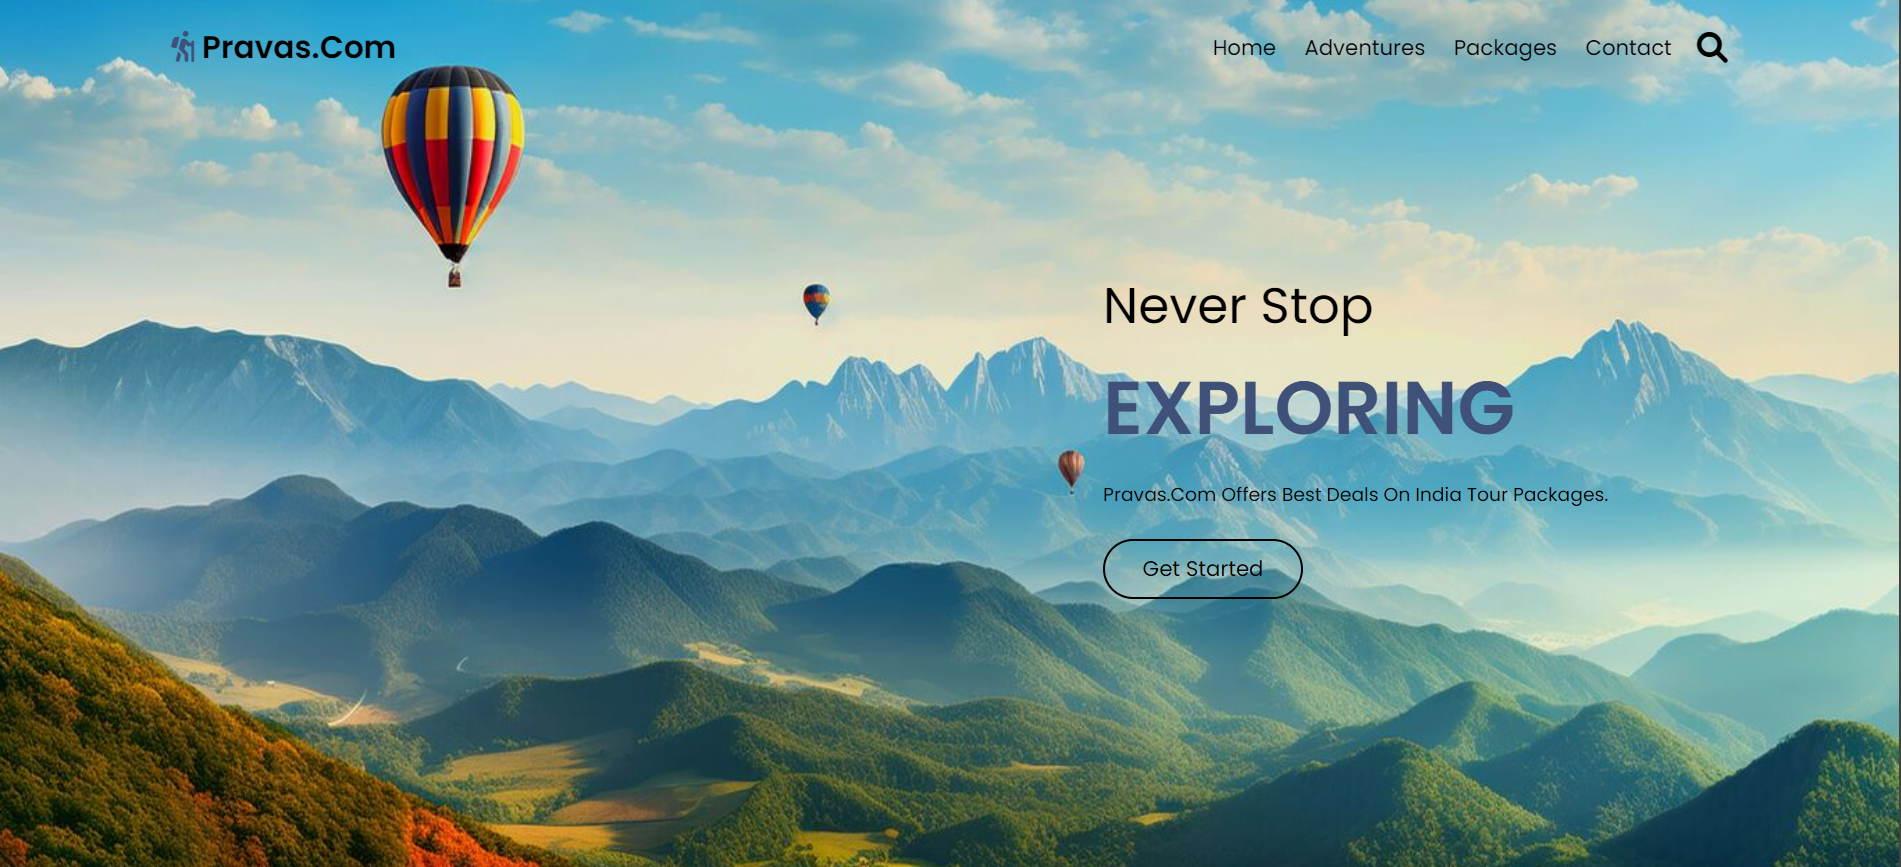 Pravas.Com
Home Adventures Packages Contact
Never Stop
EXPLORING
Pravas.Com Offers Best Deals On India Tour Packages.
Get Started